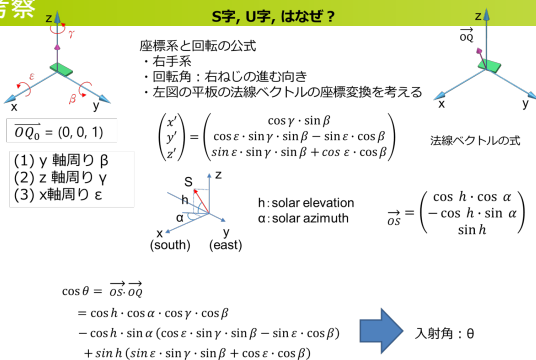 考察
S字, U字, はなぜ？
z
γ
ε
β
x
y
座標系と回転の公式
・右手系
・回転角：右ねじの進む向き
・左図の平板の法線ベクトルの座標変換を考える
z
OQ
x
y
法線ベクトルの式
OQ₀ = (0, 0, 1)
(1) y 軸周り β
(2) z 軸周り γ
(3) x軸周り ε
(x' y' z') = (cos γ · sin β
cos ε · sin γ · sin β − sin ε · cos β
sin ε · sin γ · sin β + cos ε · cos β)
S
z
h
α
x
(south)
y
(east)
h : solar elevation
α : solar azimuth
OS = (cos h · cos α
− cos h · sin α
sin h)
cos θ = OS · OQ
= cos h · cos α · cos γ · cos β
− cos h · sin α (cos ε · sin γ · sin β − sin ε · cos β)
+ sin h (sin ε · sin γ · sin β + cos ε · cos β)
入射角：θ